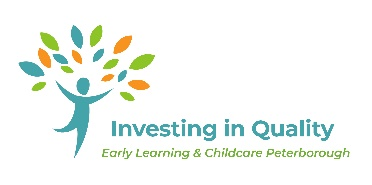 Investing in Quality
Early Learning & Childcare Peterborough